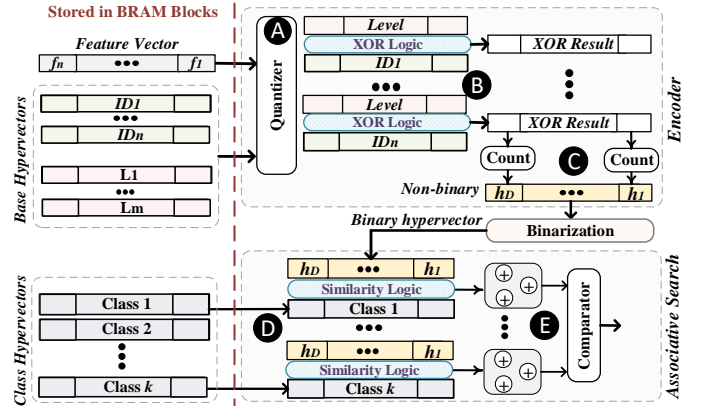 Stored in BRAM Blocks
Feature Vector
fn ••• f1
Base Hypervectors
ID1
•••
IDn
L1
•••
Lm
A
Quantizer
Level
XOR Logic
ID1
•••
Level
XOR Logic
IDn
B
XOR Result
XOR Result
Count
C
Count
Non-binary
hD ••• h1
Encoder
Binary hypervector
Binarization
Class Hypervectors
Class 1
Class 2
Class k
D
hD ••• h1
Similarity Logic
Class 1
•••
hD ••• h1
Similarity Logic
Class k
+ + +
E
+ + +
Comparator
Associative Search